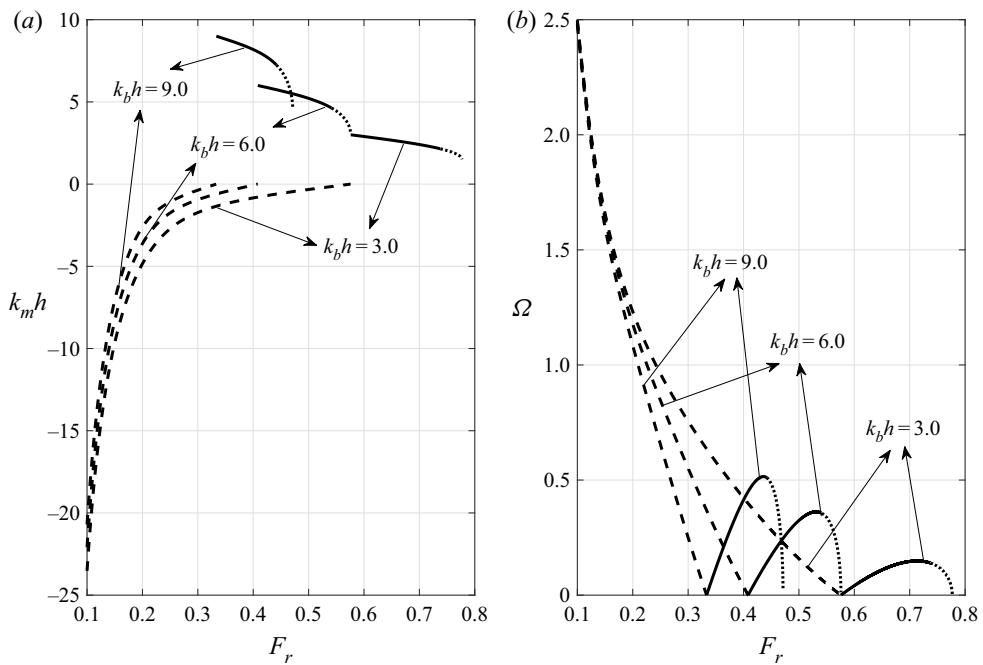 (a)
10
5
0
−5
−10
−15
−20
−25
k_m h
k_b h = 9.0
k_b h = 6.0
k_b h = 3.0
0.1 0.2 0.3 0.4 0.5 0.6 0.7 0.8
F_r
(b)
2.5
2.0
1.5
1.0
0.5
0
Ω
k_b h = 9.0
k_b h = 6.0
k_b h = 3.0
0.1 0.2 0.3 0.4 0.5 0.6 0.7 0.8
F_r